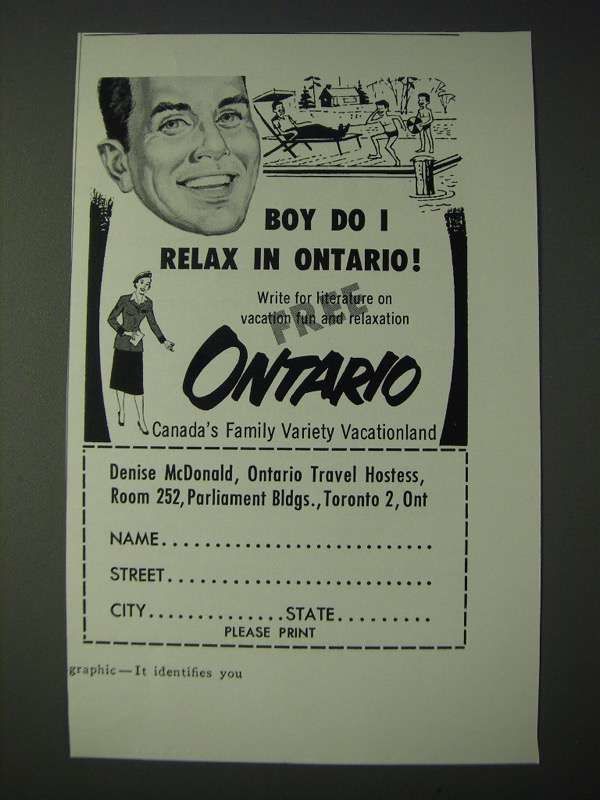 BOY DO I
RELAX IN ONTARIO!
Write for literature on
vacation fun and relaxation
FREE
ONTARIO
Canada's Family Variety Vacationland
Denise McDonald, Ontario Travel Hostess,
Room 252, Parliament Bldgs., Toronto 2, Ont
NAME............................
STREET...........................
CITY..............STATE..........
PLEASE PRINT
graphic—It identifies you